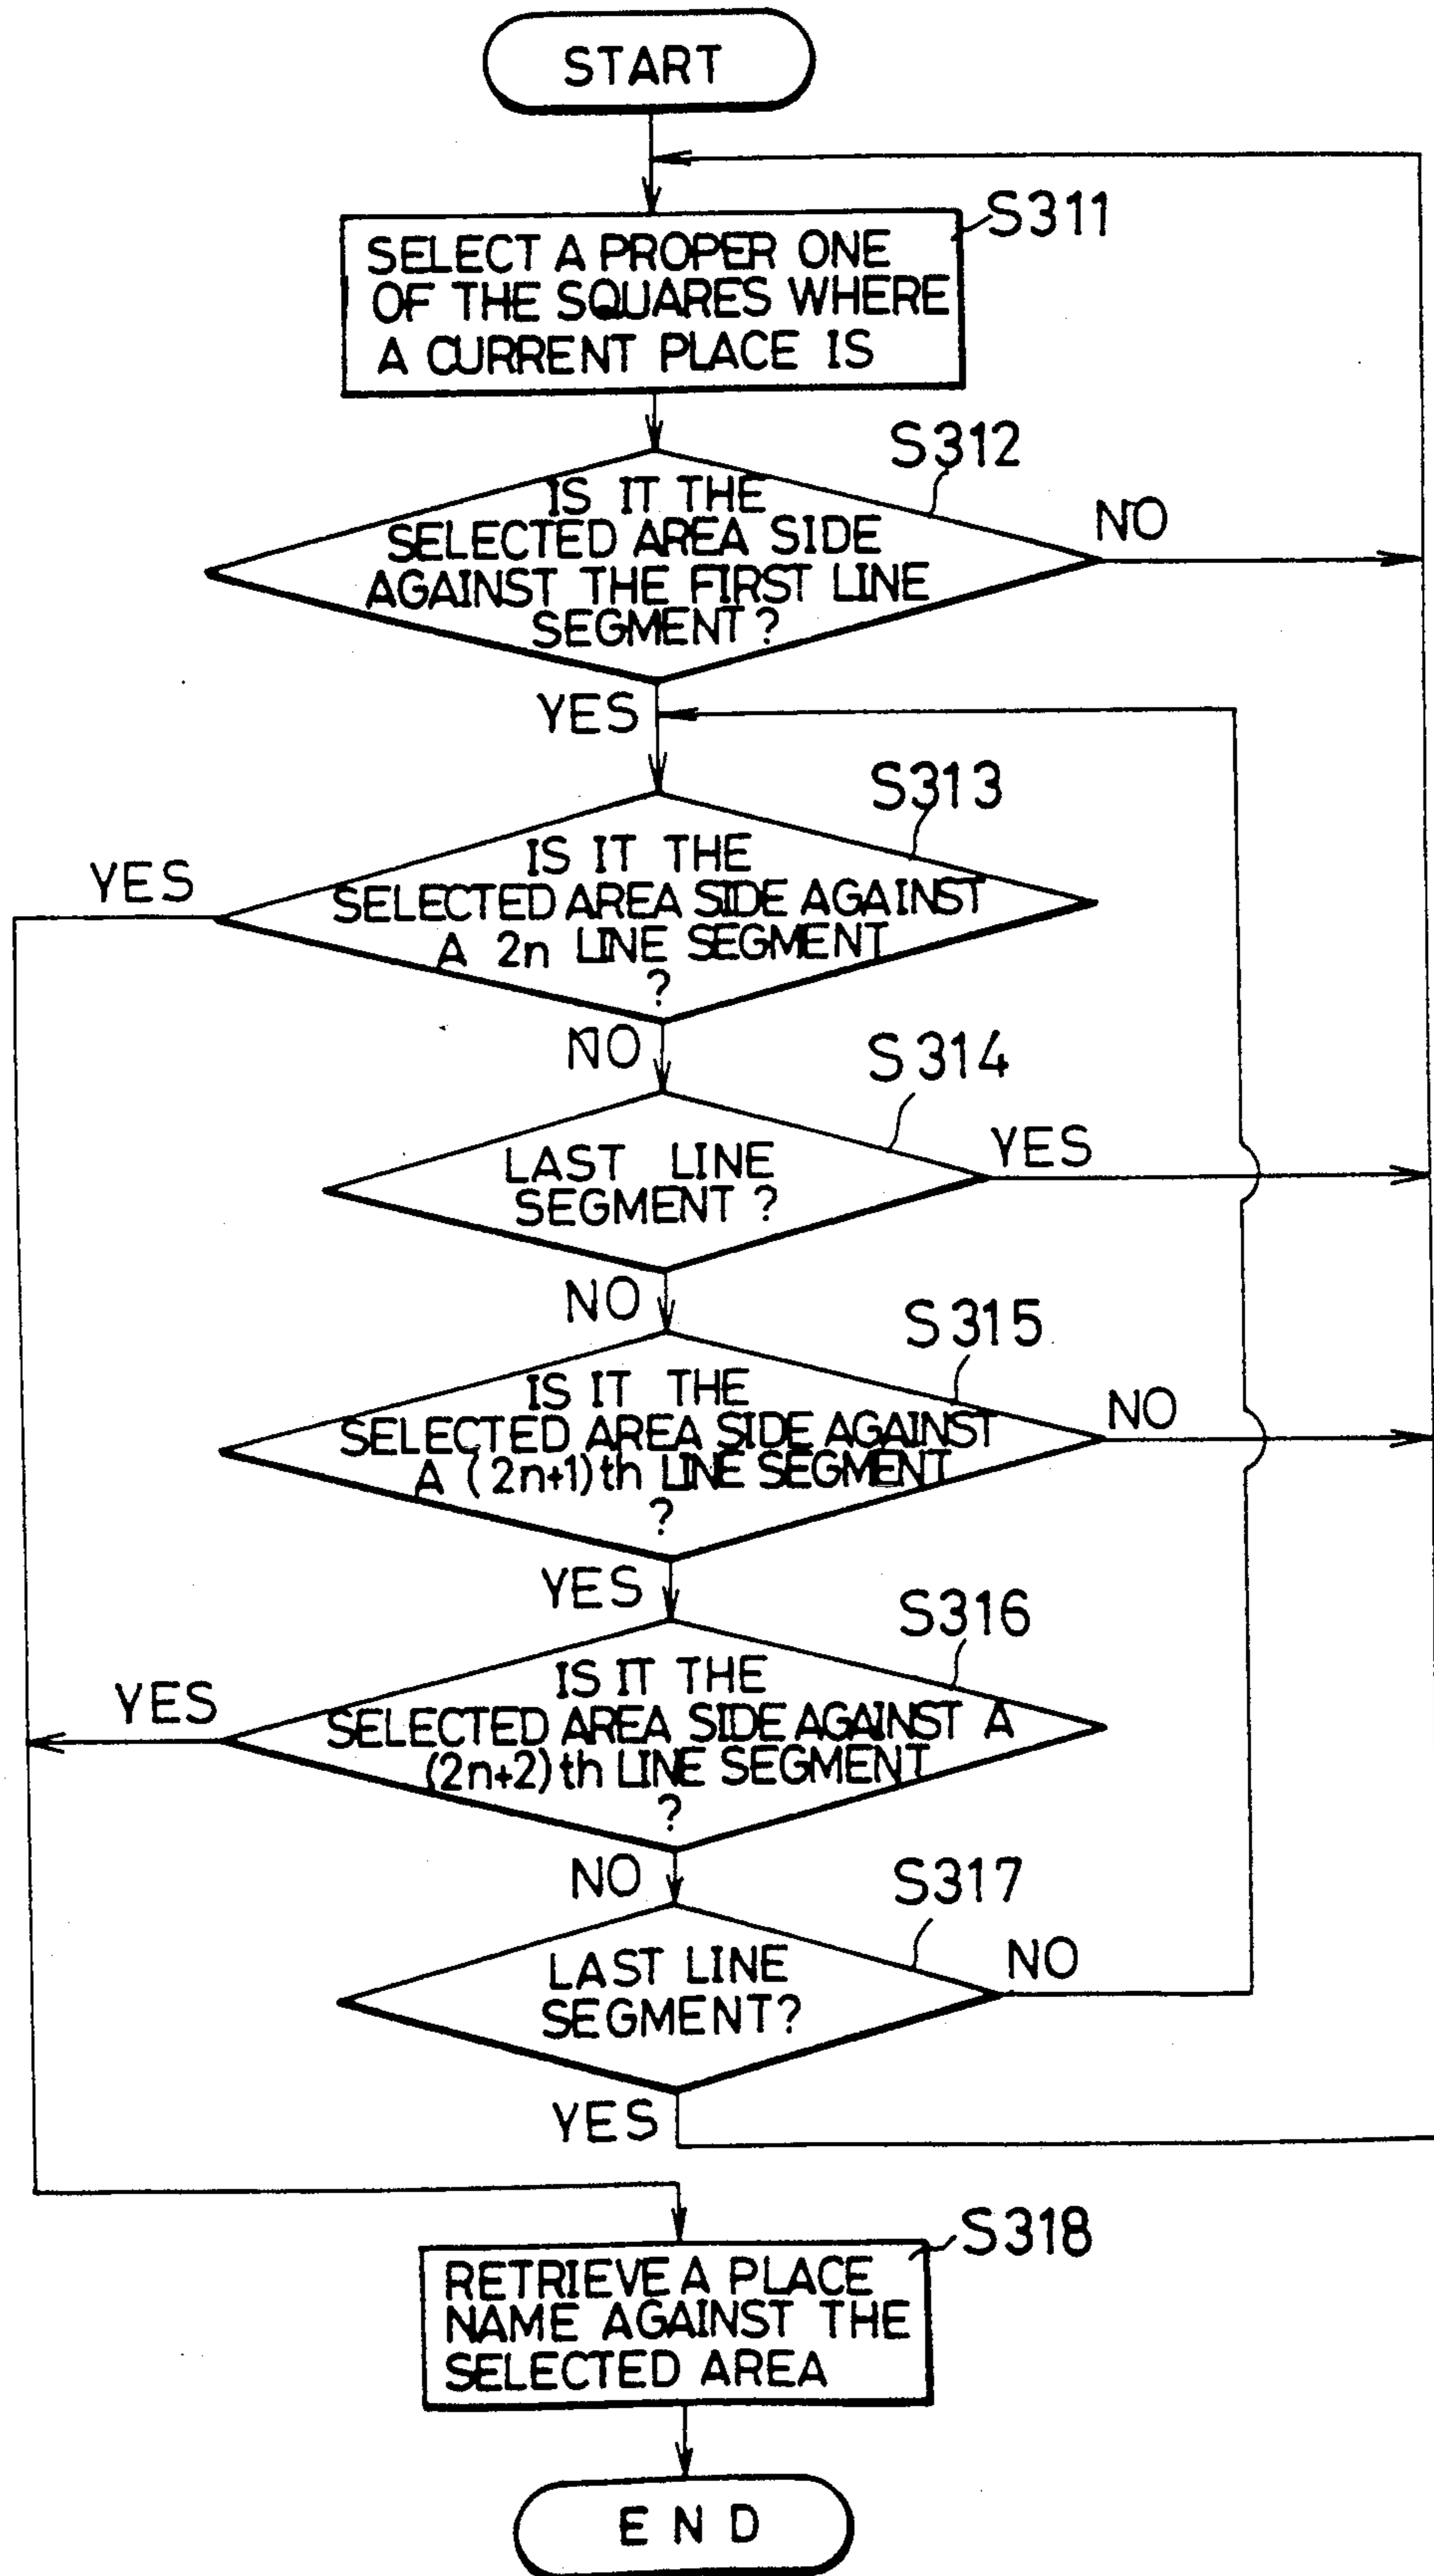 START
S311
SELECT A PROPER ONE
OF THE SQUARES WHERE
A CURRENT PLACE IS
S312
IS IT THE
SELECTED AREA SIDE
AGAINST THE FIRST LINE
SEGMENT?
NO
YES
S313
IS IT THE
SELECTED AREA SIDE AGAINST
A 2n LINE SEGMENT
?
YES
NO
S314
LAST LINE
SEGMENT?
YES
NO
S315
IS IT THE
SELECTED AREA SIDE AGAINST
A (2n+1)th LINE SEGMENT
?
NO
YES
S316
IS IT THE
SELECTED AREA SIDE AGAINST A
(2n+2)th LINE SEGMENT
?
YES
NO
S317
LAST LINE
SEGMENT?
NO
YES
S318
RETRIEVE A PLACE
NAME AGAINST THE
SELECTED AREA
END